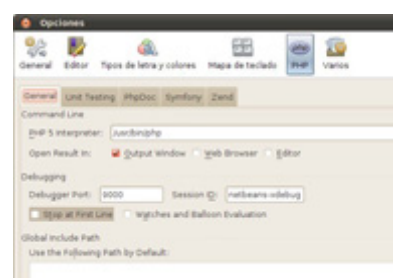 Opciones
General Editor Tipos de letra y colores Mapa de teclado PHP Varios
General Unit Testing PhpDoc Symfony Zend
Command Line
PHP 5 Interpreter: /usr/bin/php
Open Result In: Output Window Web Browser Editor
Debugging
Debugger Port: 9000 Session ID: netbeans-xdebug
Stop at First Line Watches and Balloon Evaluation
Global Include Path
Use the Following Path by Default: